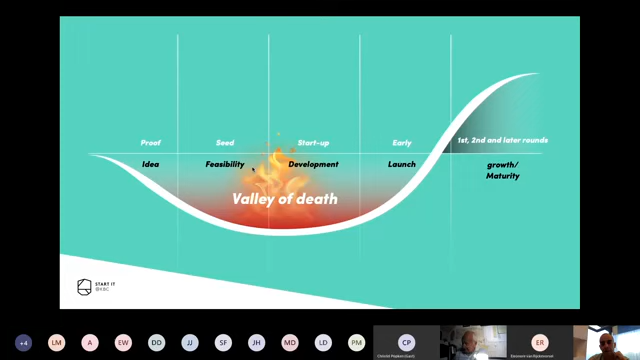 Proof
Seed
Start-up
Early
1st, 2nd and later rounds
Idea
Feasibility
Development
Launch
growth/
Maturity
Valley of death
START IT
@KBC
+4
LM
A
EW
DD
JJ
SF
JH
MD
LD
PM
CP
ER